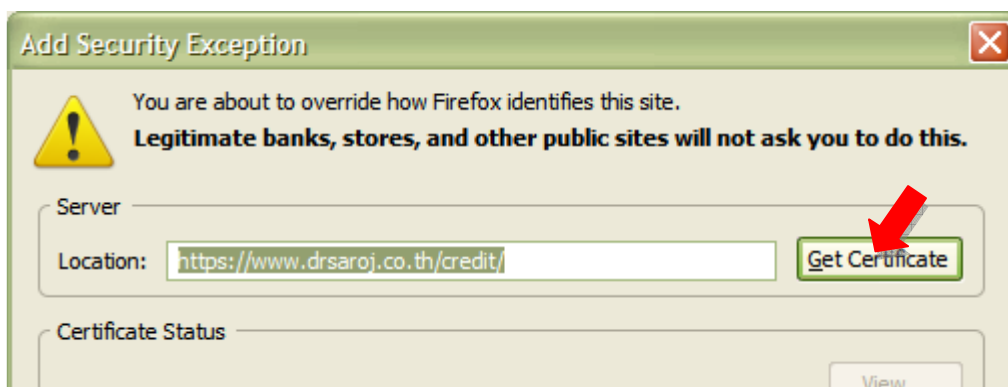 Add Security Exception
You are about to override how Firefox identifies this site.
Legitimate banks, stores, and other public sites will not ask you to do this.
Server
Location: https://www.drsaroj.co.th/credit/ Get Certificate
Certificate Status
View...